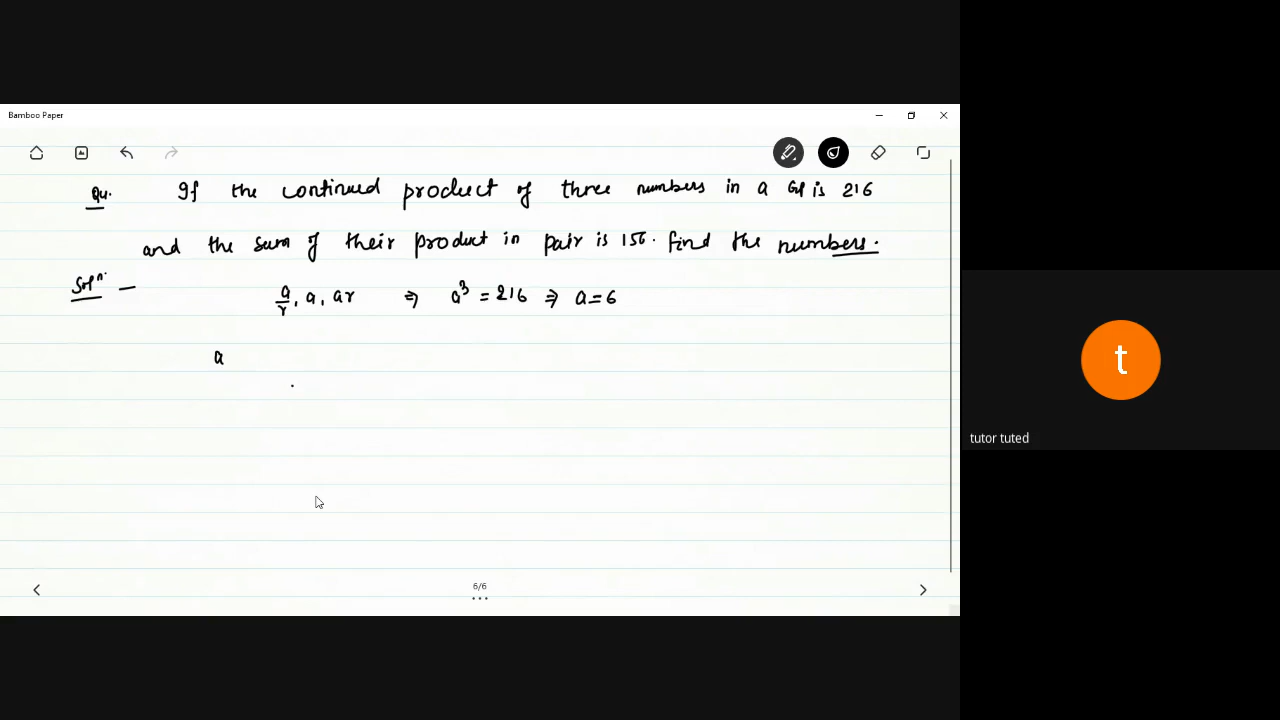 Bamboo Paper
Qu. If the continued product of three numbers in a GP is 216
and the sum of their product in pair is 156. find the numbers.
Solⁿ. — a/r, a, ar ⇒ a³ = 216 ⇒ a = 6
a
6/6
t
tutor tuted